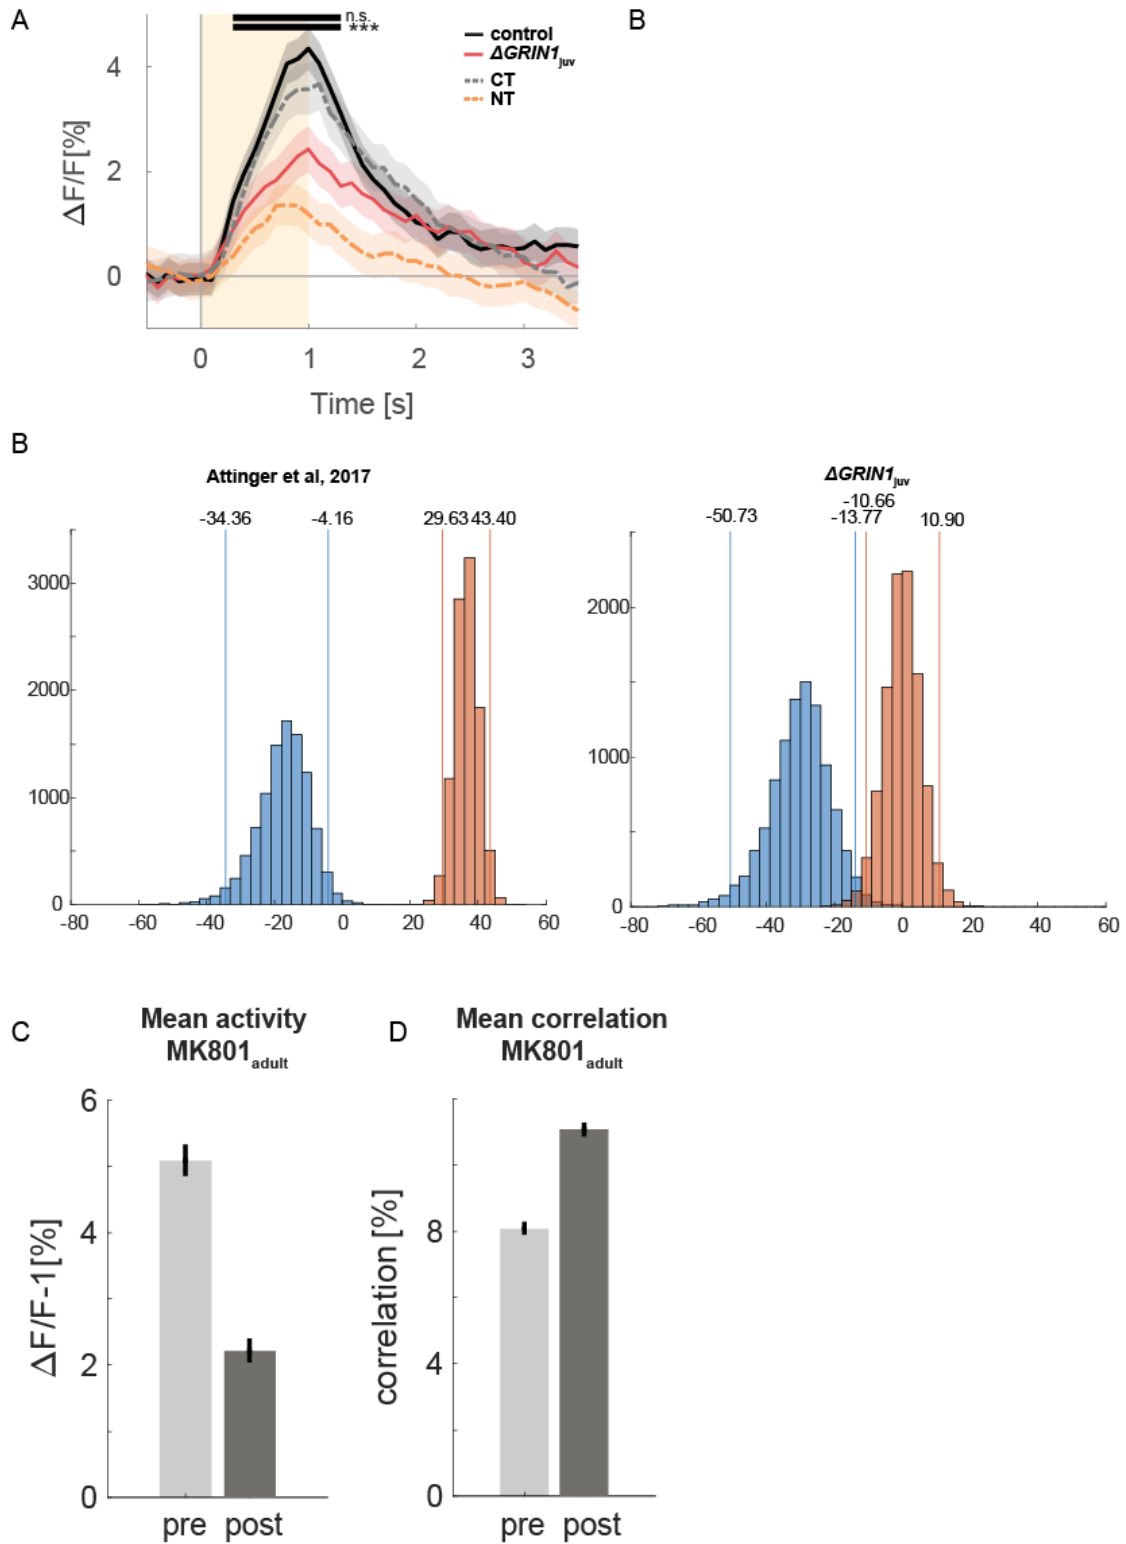 A
B
n.s.
***
control
ΔGRIN1juv
CT
NT
ΔF/F[%]
4
2
0
0 1 2 3
Time [s]
B
Attinger et al, 2017
-34.36 -4.16 29.63 43.40
3000
2000
1000
0
-80 -60 -40 -20 0 20 40 60
ΔGRIN1juv
-10.66
-50.73 -13.77 10.90
2000
1000
0
-80 -60 -40 -20 0 20 40 60
C
Mean activity
MK801adult
ΔF/F-1[%]
6
4
2
0
pre post
D
Mean correlation
MK801adult
correlation [%]
8
4
0
pre post